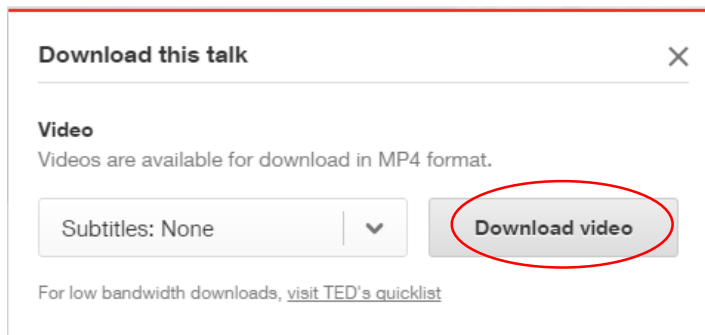 Download this talk
Video
Videos are available for download in MP4 format.
Subtitles: None
Download video
For low bandwidth downloads, visit TED's quicklist